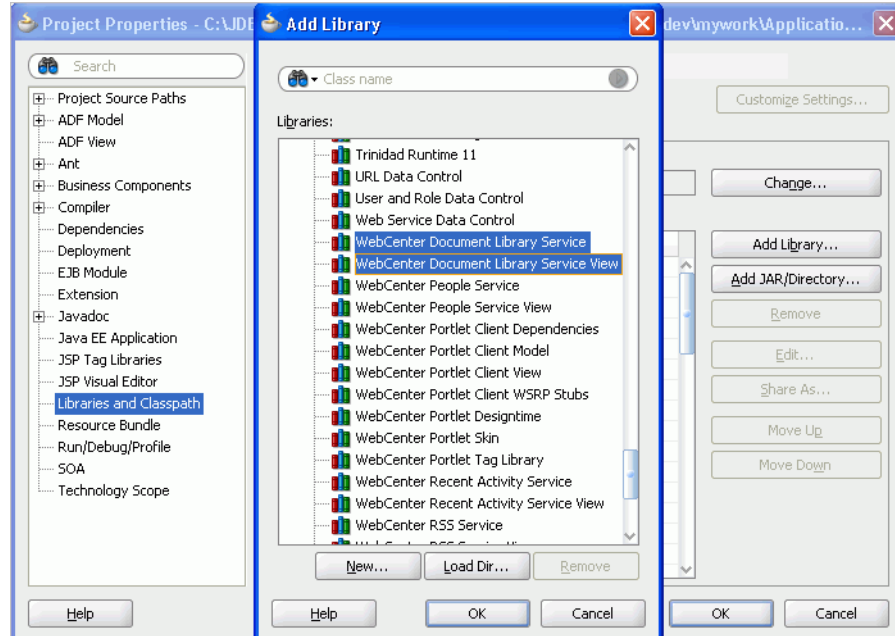 Project Properties - C:\JDE
Add Library
dev\mywork\Applicatio...
Search
Project Source Paths
ADF Model
ADF View
Ant
Business Components
Compiler
Dependencies
Deployment
EJB Module
Extension
Javadoc
Java EE Application
JSP Tag Libraries
JSP Visual Editor
Libraries and Classpath
Resource Bundle
Run/Debug/Profile
SOA
Technology Scope
Help
Class name
Libraries:
Trinidad Runtime 11
URL Data Control
User and Role Data Control
Web Service Data Control
WebCenter Document Library Service
WebCenter Document Library Service View
WebCenter People Service
WebCenter People Service View
WebCenter Portlet Client Dependencies
WebCenter Portlet Client Model
WebCenter Portlet Client View
WebCenter Portlet Client WSRP Stubs
WebCenter Portlet Designtime
WebCenter Portlet Skin
WebCenter Portlet Tag Library
WebCenter Recent Activity Service
WebCenter Recent Activity Service View
WebCenter RSS Service
New...
Load Dir...
Remove
Help
OK
Cancel
Customize Settings...
Change...
Add Library...
Add JAR/Directory...
Remove
Edit...
Share As...
Move Up
Move Down
OK
Cancel